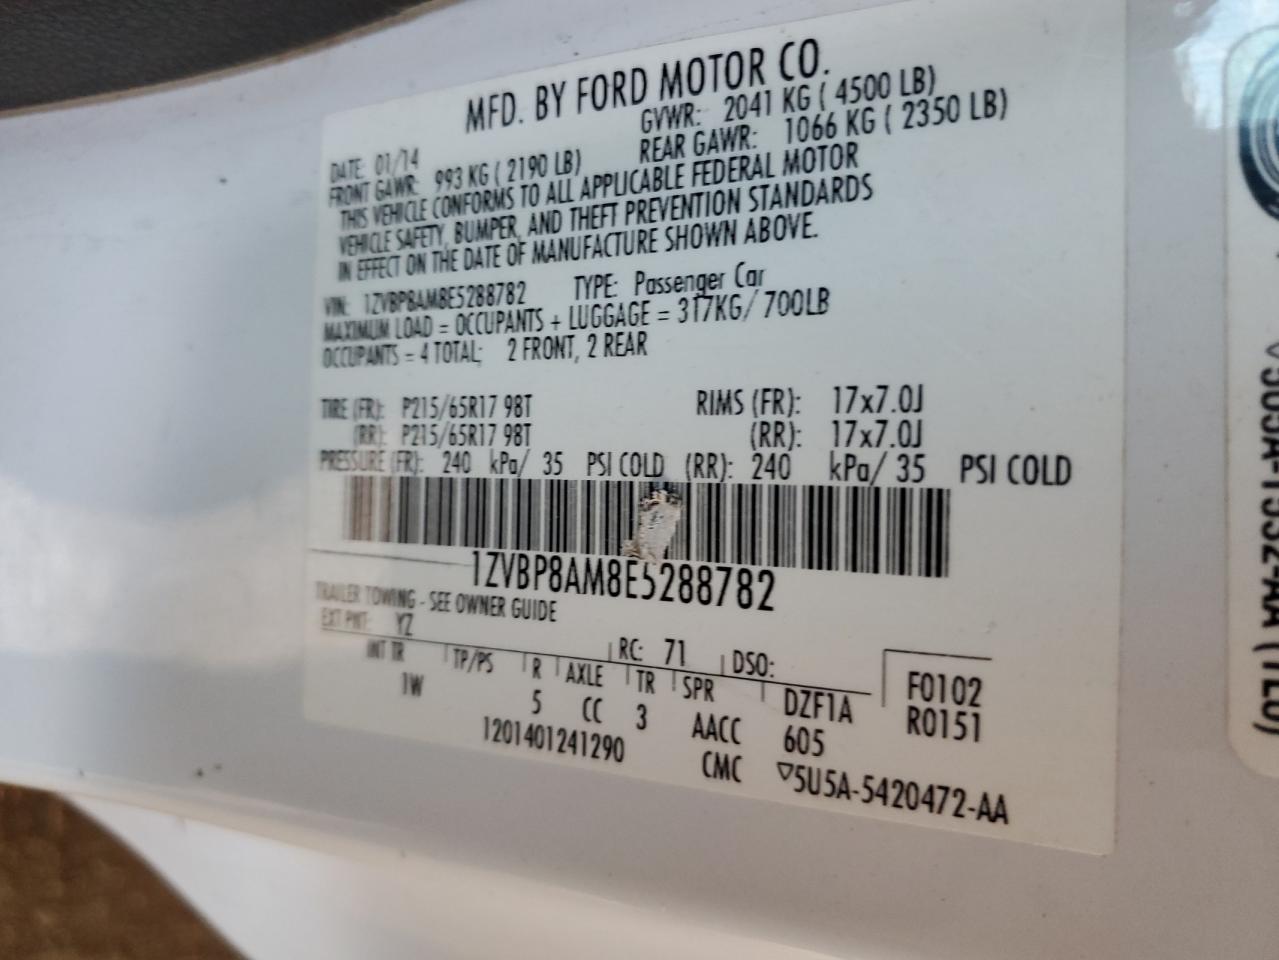 MFD. BY FORD MOTOR CO.
DATE: 01/14 GVWR: 2041 KG ( 4500 LB)
FRONT GAWR: 993 KG ( 2190 LB) REAR GAWR: 1066 KG ( 2350 LB)
THIS VEHICLE CONFORMS TO ALL APPLICABLE FEDERAL MOTOR
VEHICLE SAFETY, BUMPER, AND THEFT PREVENTION STANDARDS
IN EFFECT ON THE DATE OF MANUFACTURE SHOWN ABOVE.
VIN: 1ZVBP8AM8E5288782 TYPE: Passenger Car
MAXIMUM LOAD = OCCUPANTS + LUGGAGE = 317KG/ 700LB
OCCUPANTS = 4 TOTAL; 2 FRONT, 2 REAR
TIRE (FR): P215/65R17 98T RIMS (FR): 17x7.0J
(RR): P215/65R17 98T (RR): 17x7.0J
PRESSURE (FR): 240 kPa/ 35 PSI COLD (RR): 240 kPa/ 35 PSI COLD
1ZVBP8AM8E5288782
TRAILER TOWING - SEE OWNER GUIDE
EXT PNT: YZ RC: 71 DSO: F0102
INT TR TP/PS R AXLE TR SPR DZF1A R0151
1W 5 CC 3 AACC 605
1201401241290 CMC ▽5U5A-5420472-AA